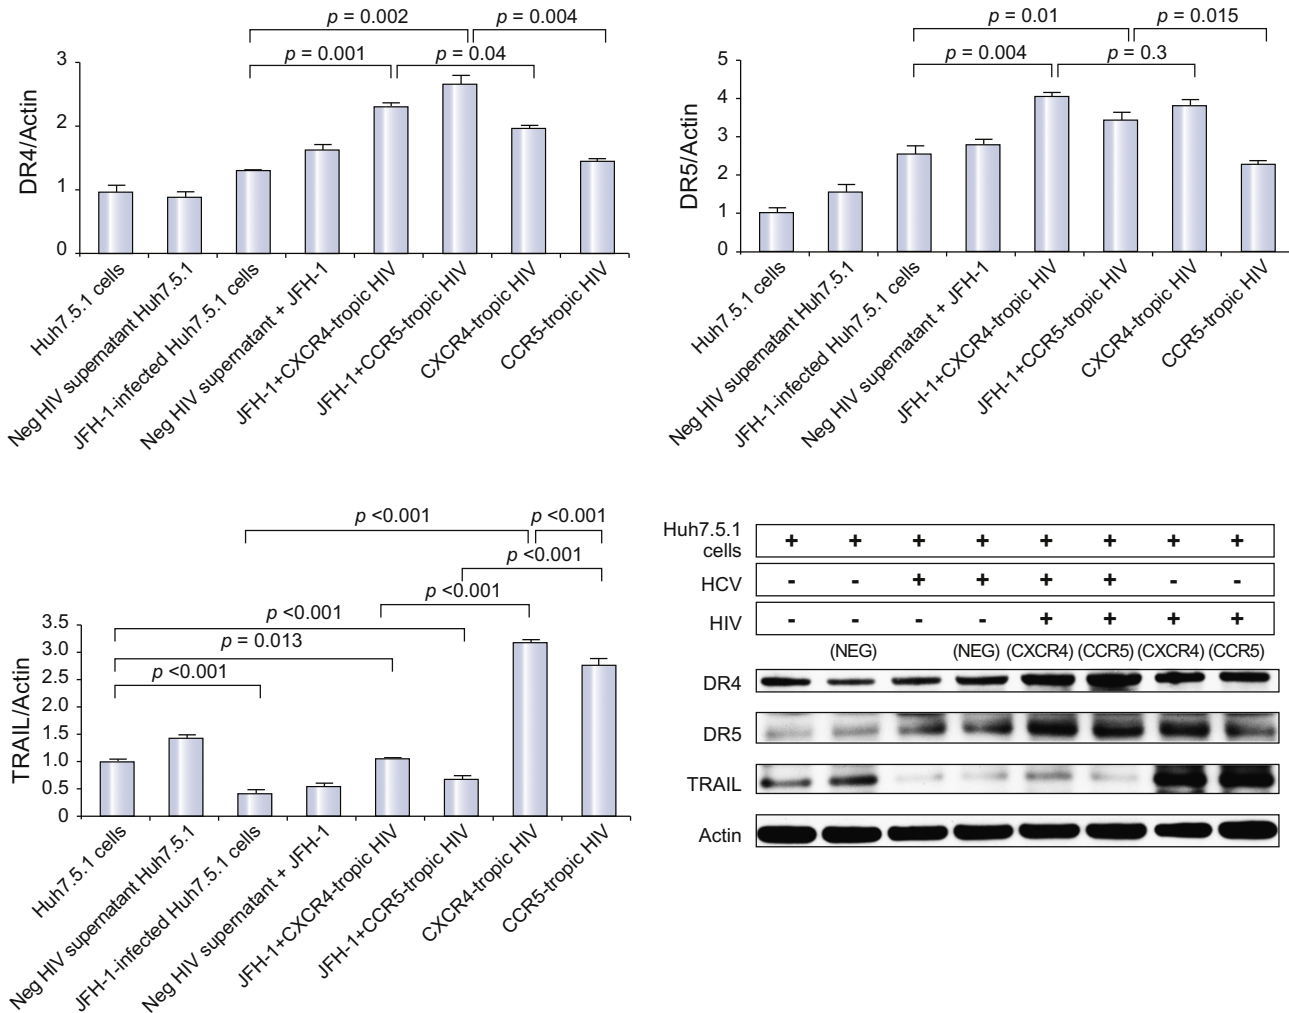 p = 0.002
p = 0.004
p = 0.001
p = 0.04
DR4/Actin
3
2
1
0
Huh7.5.1 cells
Neg HIV supernatant Huh7.5.1
JFH-1-infected Huh7.5.1 cells
Neg HIV supernatant + JFH-1
JFH-1+CXCR4-tropic HIV
JFH-1+CCR5-tropic HIV
CXCR4-tropic HIV
CCR5-tropic HIV
p = 0.01
p = 0.015
p = 0.004
p = 0.3
DR5/Actin
5
4
3
2
1
0
Huh7.5.1 cells
Neg HIV supernatant Huh7.5.1
JFH-1-infected Huh7.5.1 cells
Neg HIV supernatant + JFH-1
JFH-1+CXCR4-tropic HIV
JFH-1+CCR5-tropic HIV
CXCR4-tropic HIV
CCR5-tropic HIV
p <0.001
p <0.001
p <0.001
p <0.001
p <0.001
p = 0.013
p <0.001
TRAIL/Actin
3.5
3.0
2.5
2.0
1.5
1.0
0.5
0
Huh7.5.1 cells
Neg HIV supernatant Huh7.5.1
JFH-1-infected Huh7.5.1 cells
Neg HIV supernatant + JFH-1
JFH-1+CXCR4-tropic HIV
JFH-1+CCR5-tropic HIV
CXCR4-tropic HIV
CCR5-tropic HIV
Huh7.5.1
cells + + + + + + + +
HCV - - + + + + - -
HIV - - - - + + + +
(NEG) (NEG) (CXCR4) (CCR5) (CXCR4) (CCR5)
DR4
DR5
TRAIL
Actin